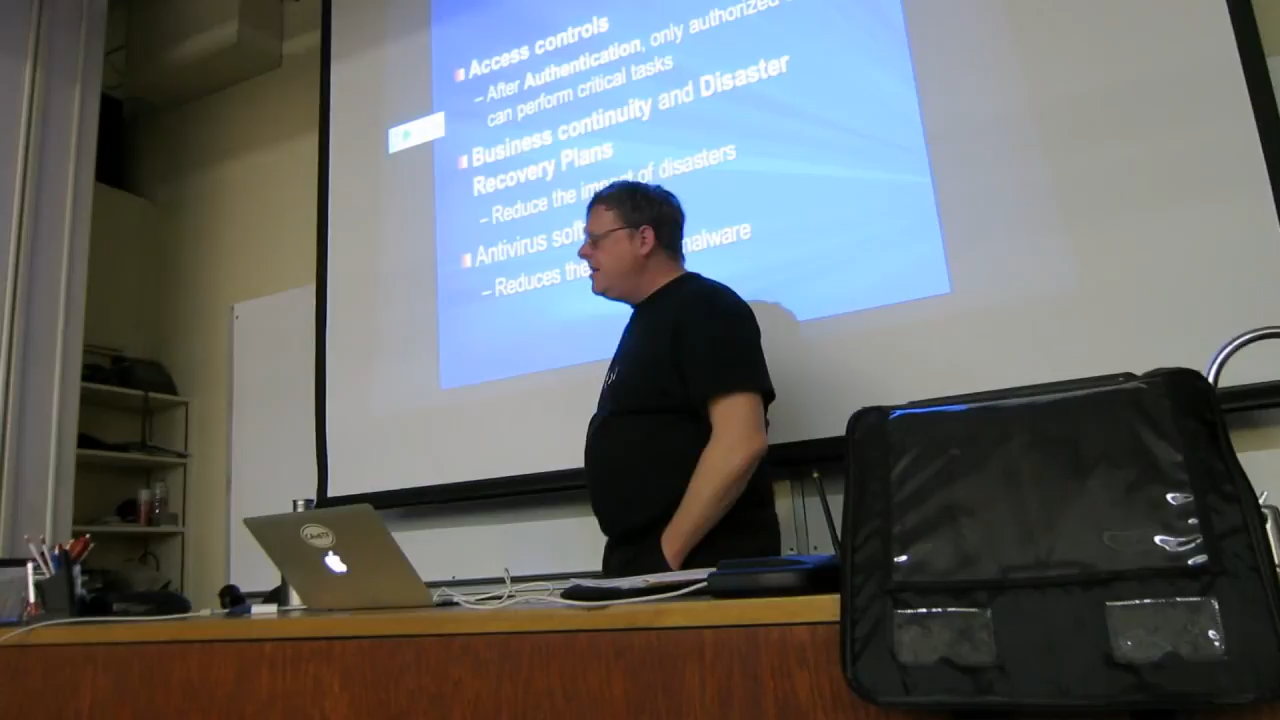 Access controls
– After Authentication, only authorized
can perform critical tasks
Business continuity and Disaster
Recovery Plans
– Reduce the impact of disasters
Antivirus malware
– Reduces the